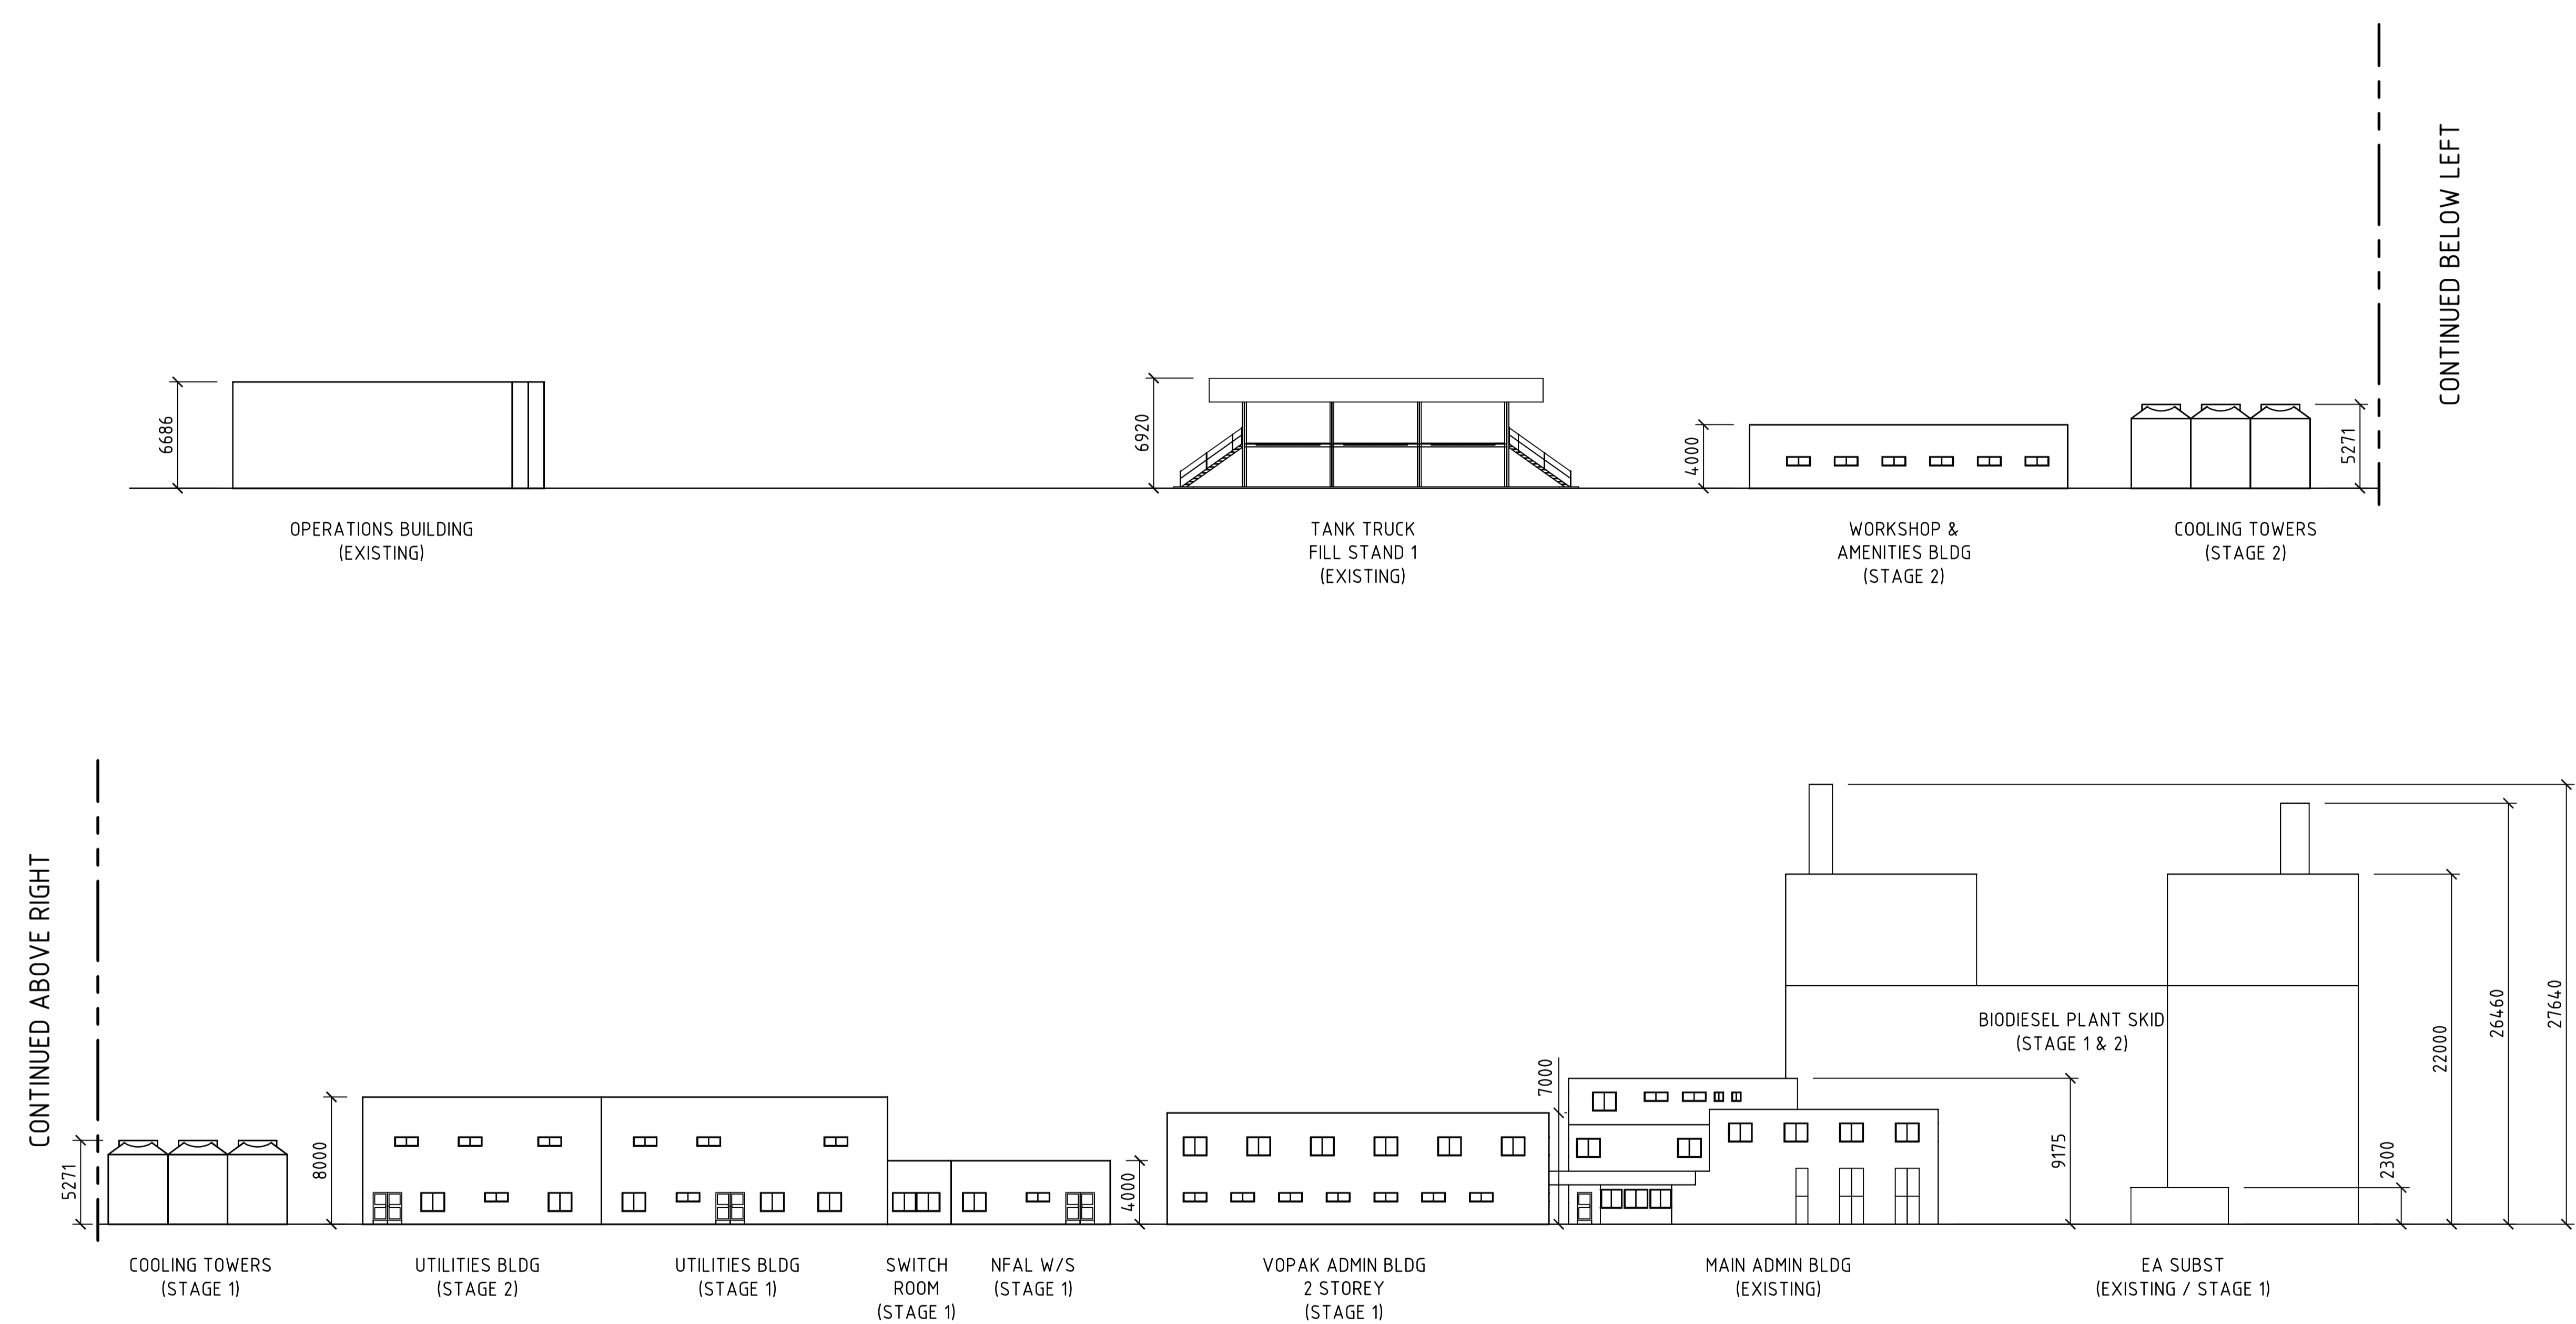 CONTINUED BELOW LEFT
6686
6920
4000
5271
OPERATIONS BUILDING
(EXISTING)
TANK TRUCK
FILL STAND 1
(EXISTING)
WORKSHOP &
AMENITIES BLDG
(STAGE 2)
COOLING TOWERS
(STAGE 2)
CONTINUED ABOVE RIGHT
BIODIESEL PLANT SKID
(STAGE 1 & 2)
5271
8000
4000
7000
9175
2300
22000
26460
27640
COOLING TOWERS
(STAGE 1)
UTILITIES BLDG
(STAGE 2)
UTILITIES BLDG
(STAGE 1)
SWITCH
ROOM
(STAGE 1)
NFAL W/S
(STAGE 1)
VOPAK ADMIN BLDG
2 STOREY
(STAGE 1)
MAIN ADMIN BLDG
(EXISTING)
EA SUBST
(EXISTING / STAGE 1)